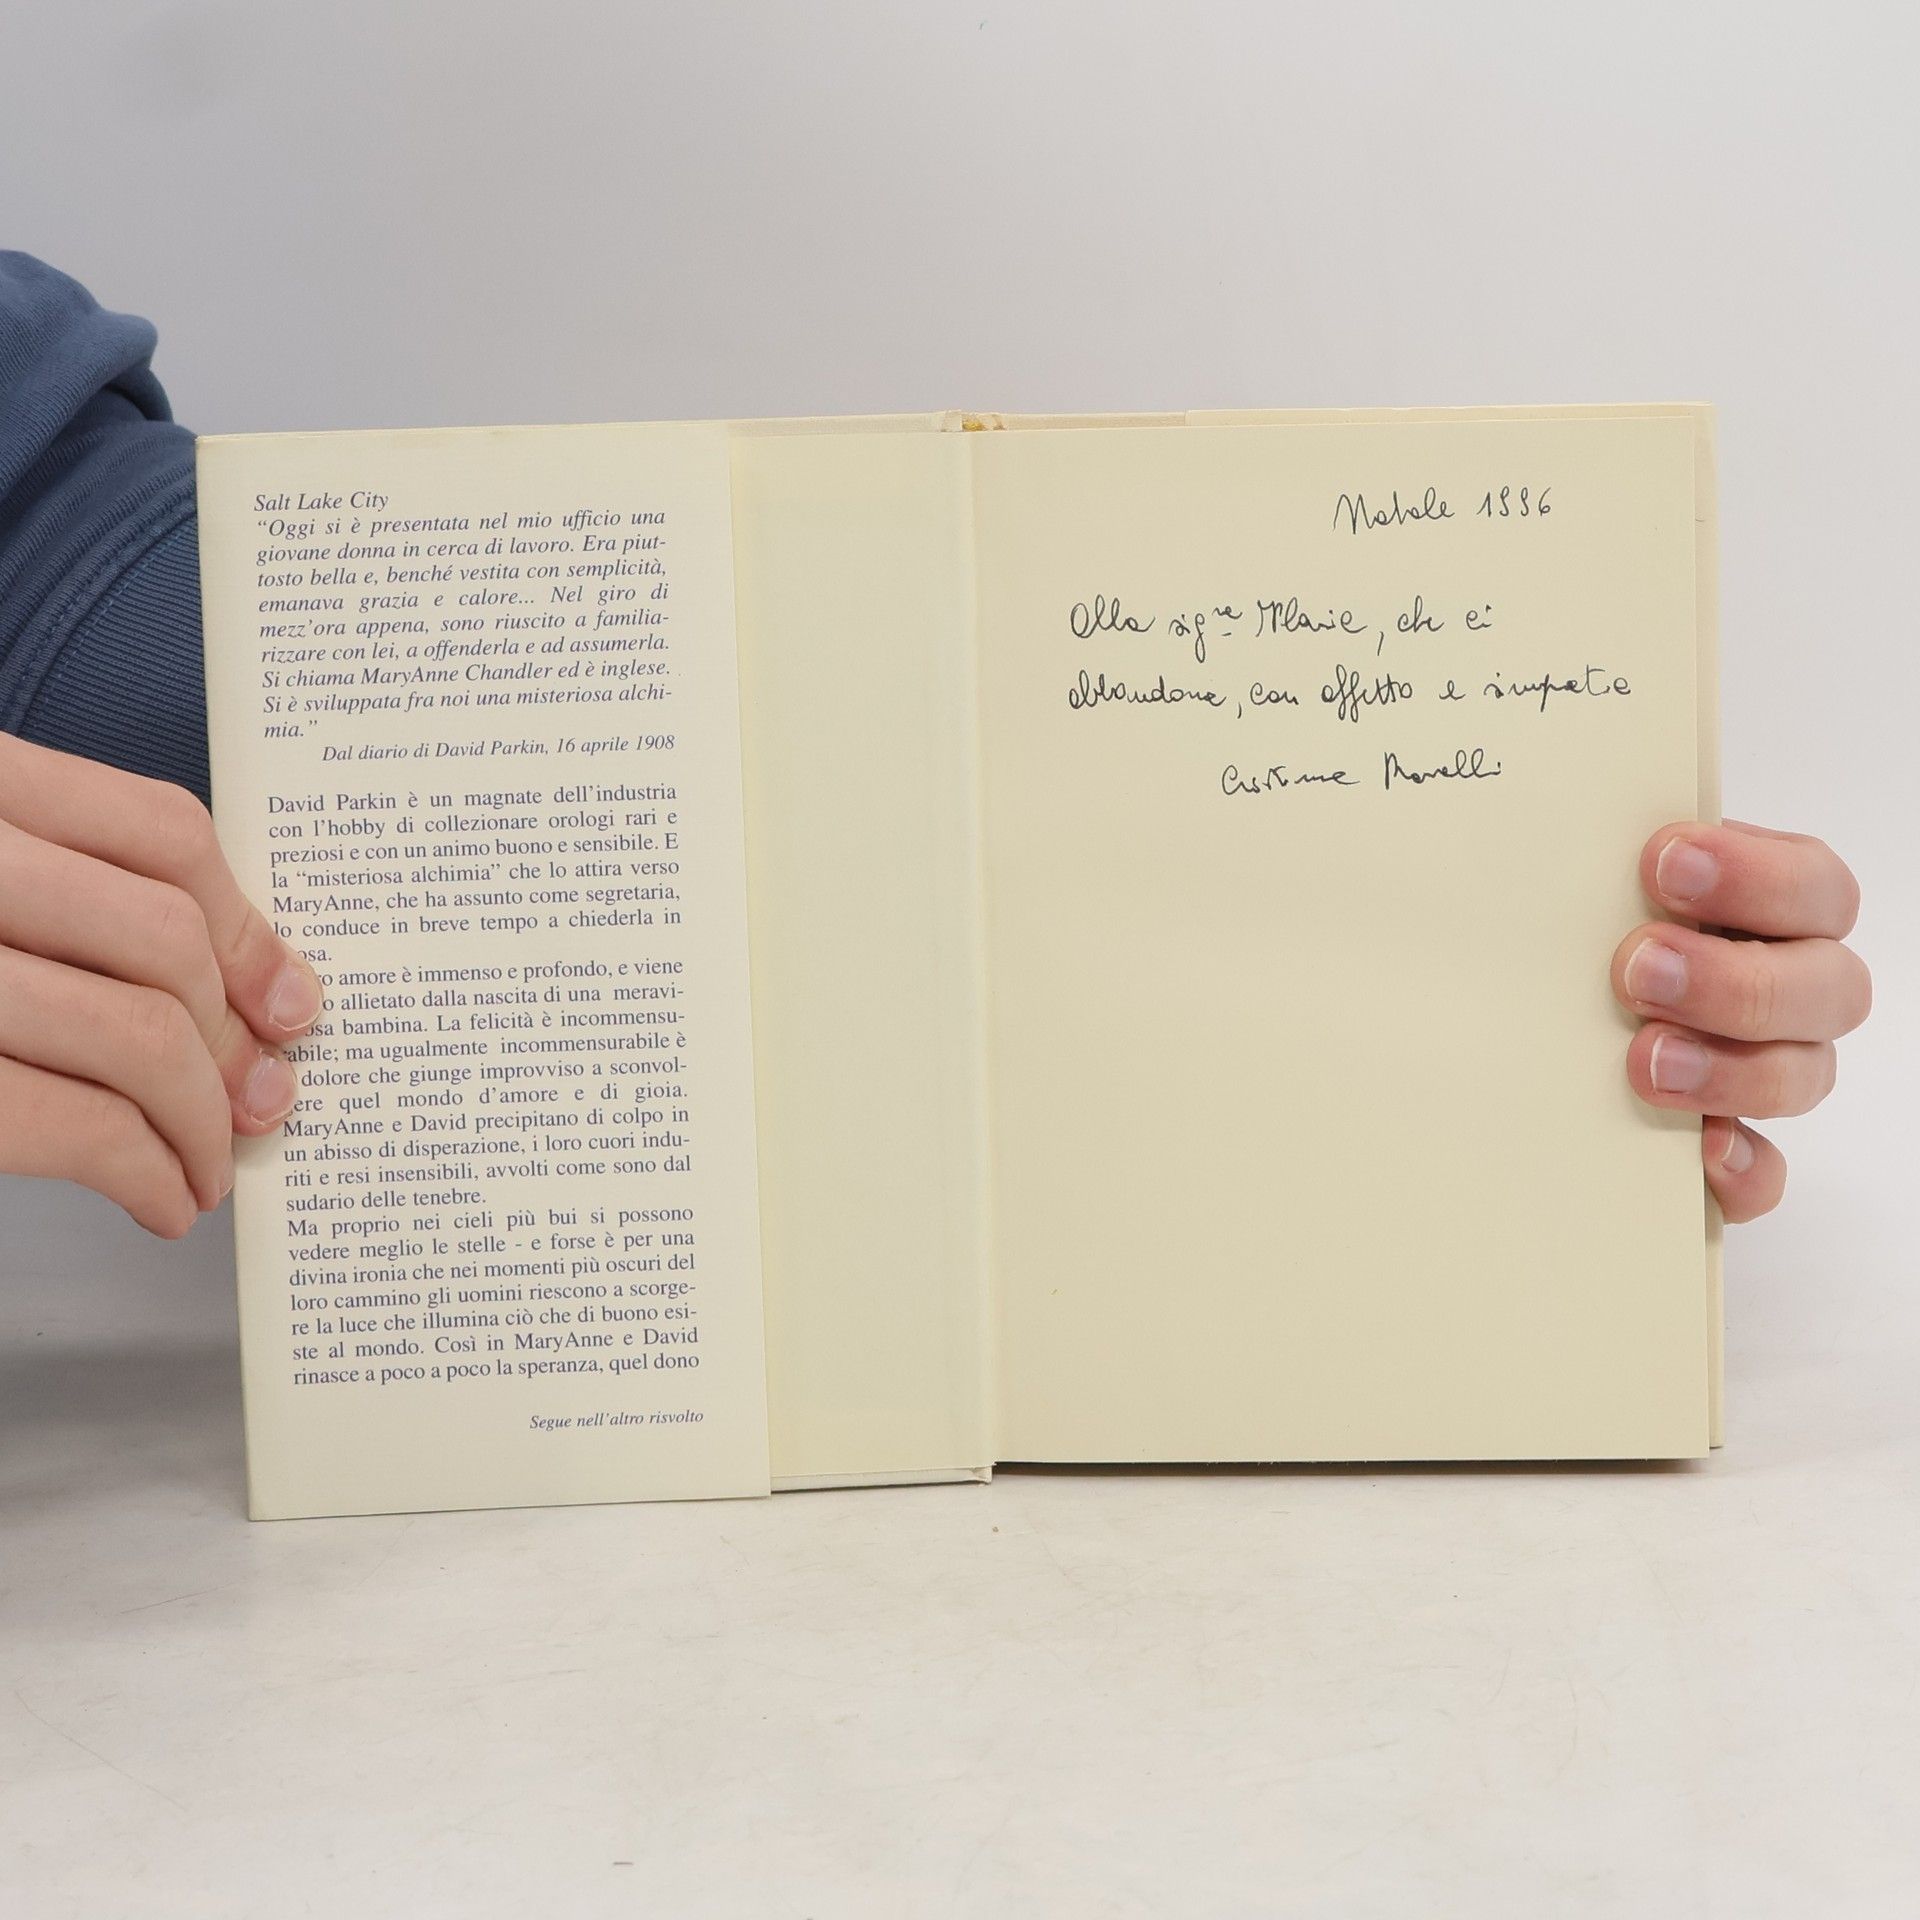 Salt Lake City
“Oggi si è presentata nel mio ufficio una
giovane donna in cerca di lavoro. Era piut-
tosto bella e, benché vestita con semplicità,
emanava grazia e calore... Nel giro di
mezz’ora appena, sono riuscito a familia-
rizzare con lei, a offenderla e ad assumerla.
Si chiama MaryAnne Chandler ed è inglese.
Si è sviluppata fra noi una misteriosa alchi-
mia.”
Dal diario di David Parkin, 16 aprile 1908
David Parkin è un magnate dell’industria
con l’hobby di collezionare orologi rari e
preziosi e con un animo buono e sensibile. E
la “misteriosa alchimia” che lo attira verso
MaryAnne, che ha assunto come segretaria,
lo conduce in breve tempo a chiederla in
osa.
ro amore è immenso e profondo, e viene
o allietato dalla nascita di una meravi-
osa bambina. La felicità è incommensu-
rabile; ma ugualmente incommensurabile è
dolore che giunge improvviso a sconvol-
gere quel mondo d’amore e di gioia.
MaryAnne e David precipitano di colpo in
un abisso di disperazione, i loro cuori indu-
riti e resi insensibili, avvolti come sono dal
sudario delle tenebre.
Ma proprio nei cieli più bui si possono
vedere meglio le stelle - e forse è per una
divina ironia che nei momenti più oscuri del
loro cammino gli uomini riescono a scorge-
re la luce che illumina ciò che di buono esi-
ste al mondo. Così in MaryAnne e David
rinasce a poco a poco la speranza, quel dono
Segue nell’altro risvolto
Natale 1996
Alla sig.ra Maria, che ci
abbandona, con affetto e simpatia
Cristina